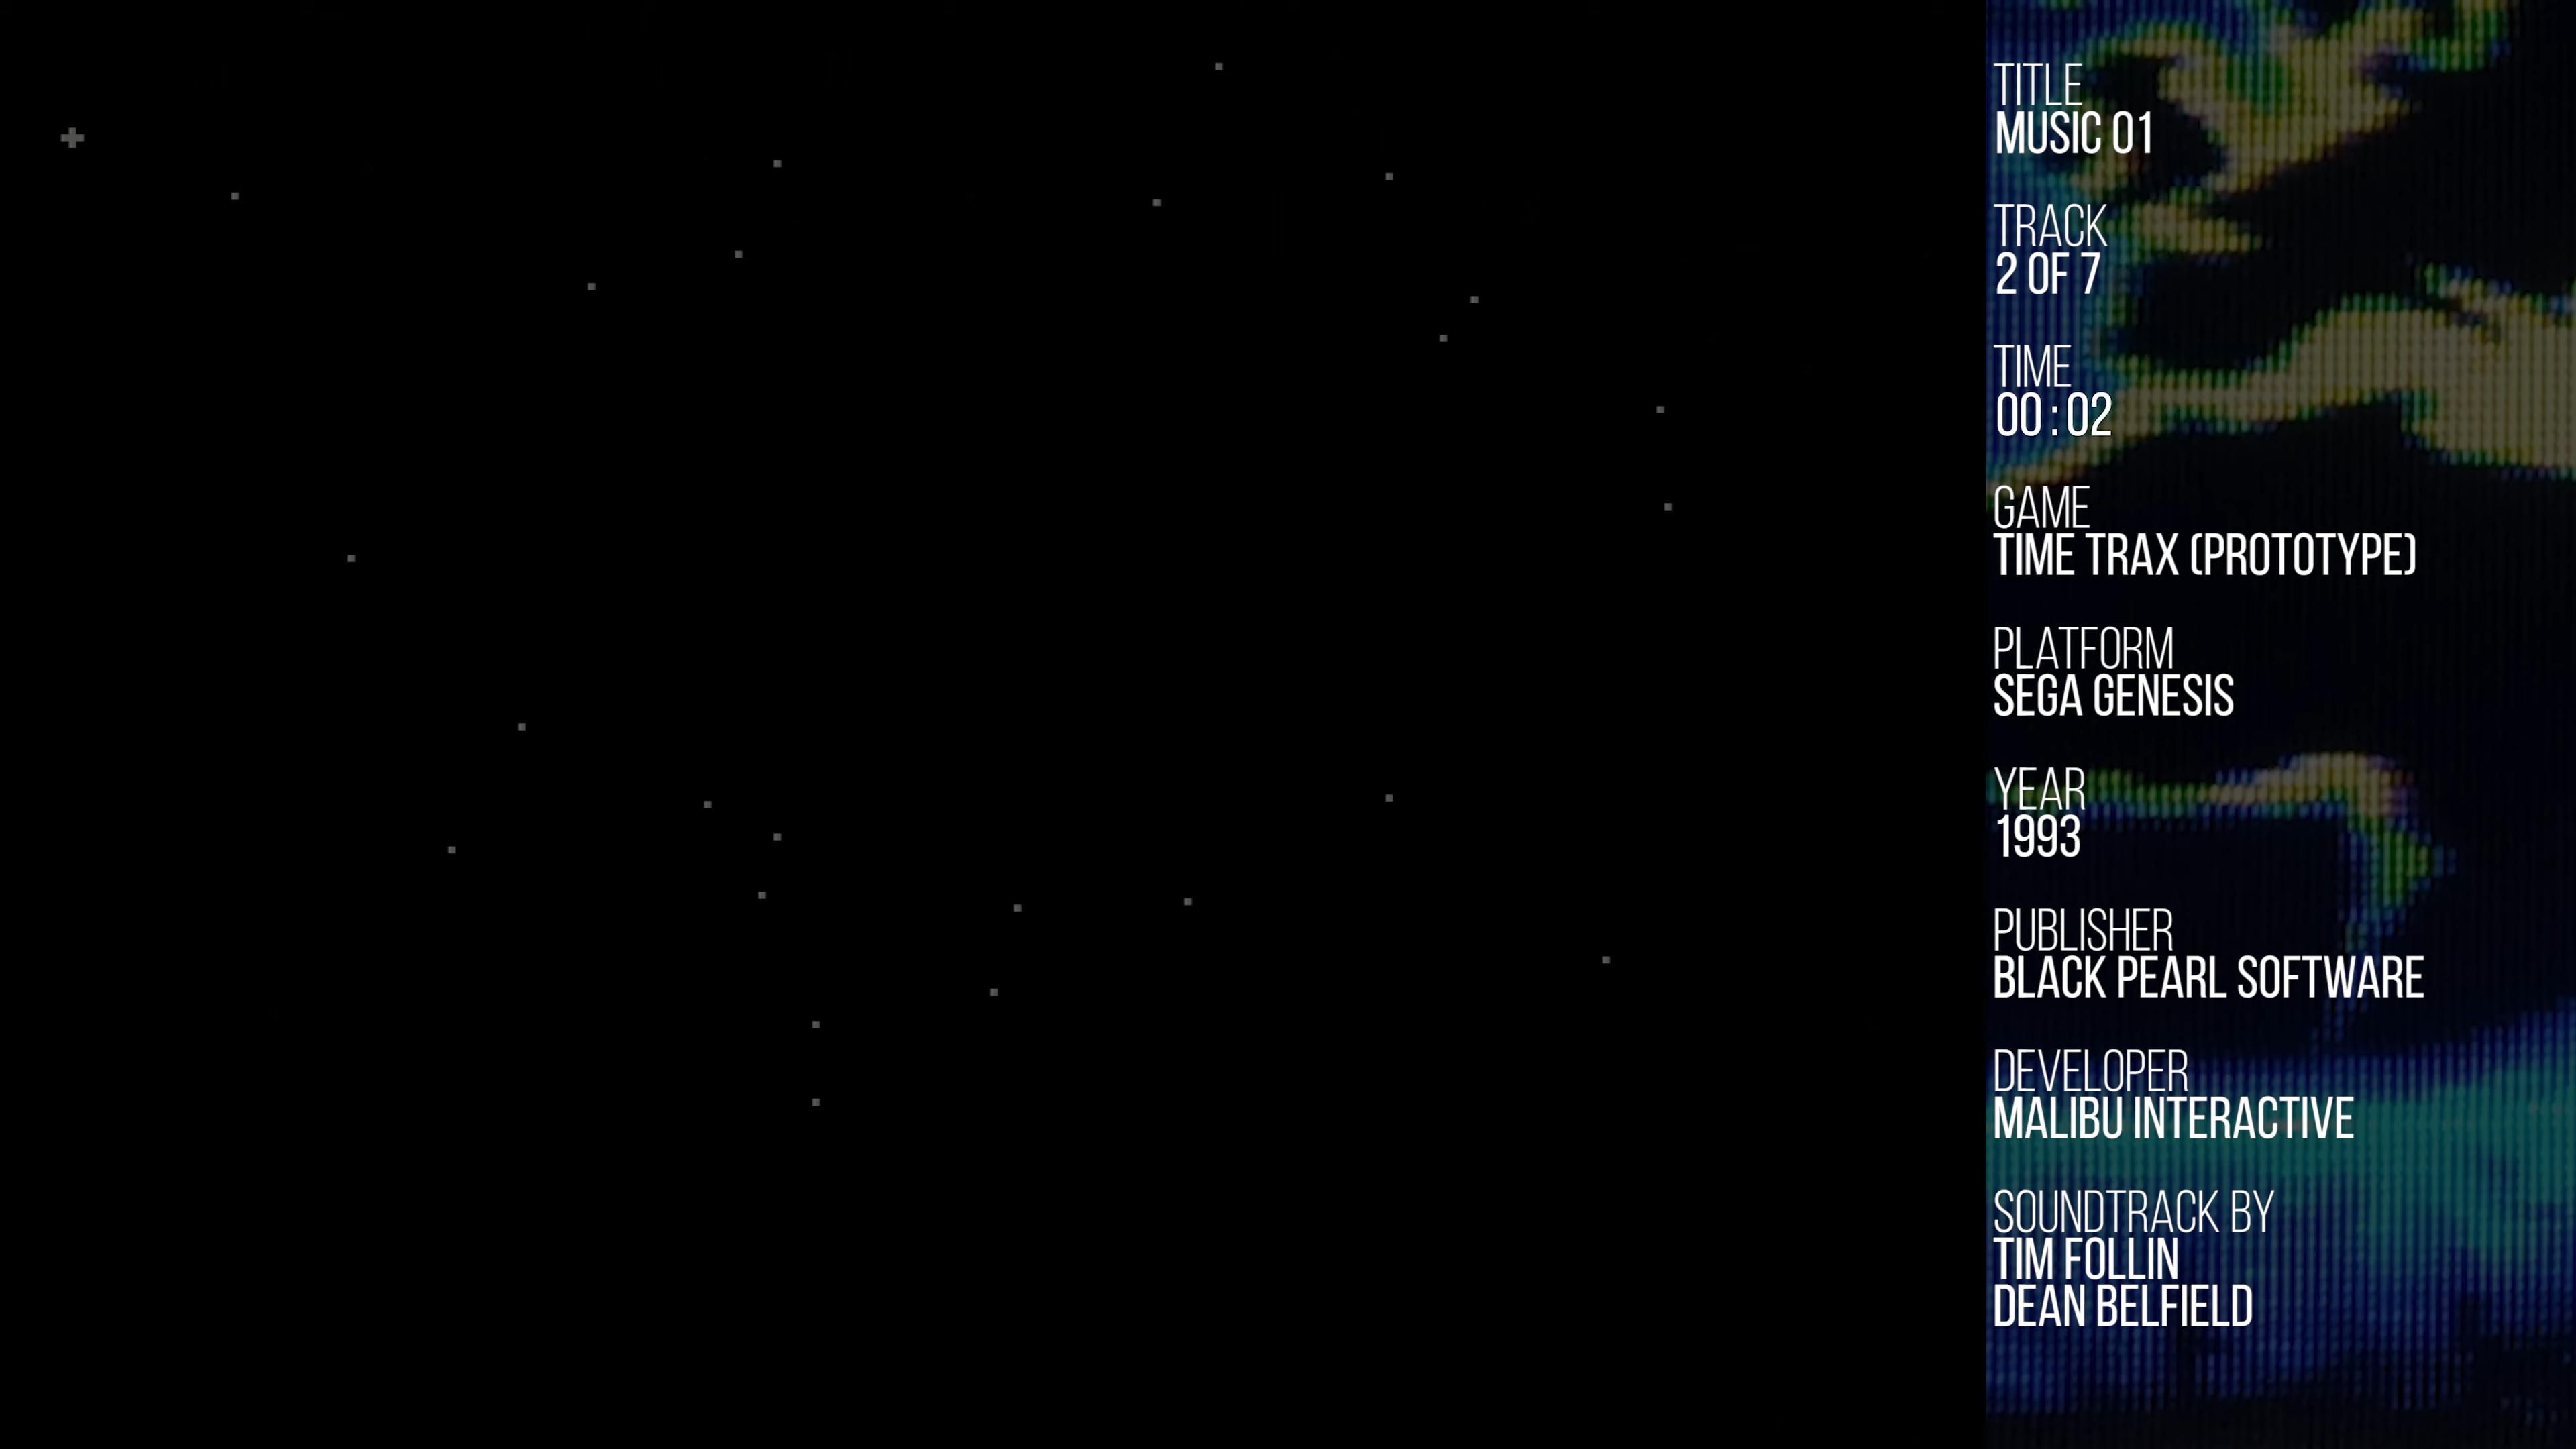 TITLE
MUSIC 01
TRACK
2 OF 7
TIME
00:02
GAME
TIME TRAX (PROTOTYPE)
PLATFORM
SEGA GENESIS
YEAR
1993
PUBLISHER
BLACK PEARL SOFTWARE
DEVELOPER
MALIBU INTERACTIVE
SOUNDTRACK BY
TIM FOLLIN
DEAN BELFIELD